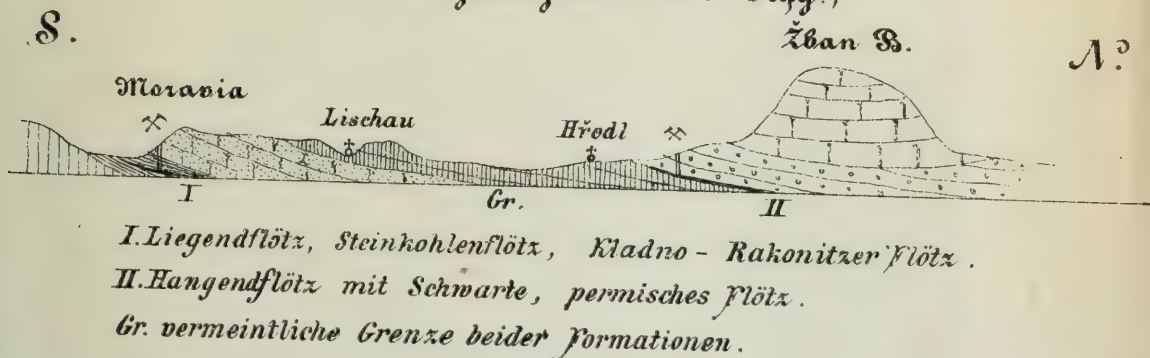 S.
Žban B.
N.
Moravia
Lischau
Hředl
I
Gr.
II
I. Liegendflötz, Steinkohlenflötz, Kladno - Rakonitzer Flötz.
II. Hangendflötz mit Schwarte, permisches Flötz.
Gr. vermeintliche Grenze beider Formationen.